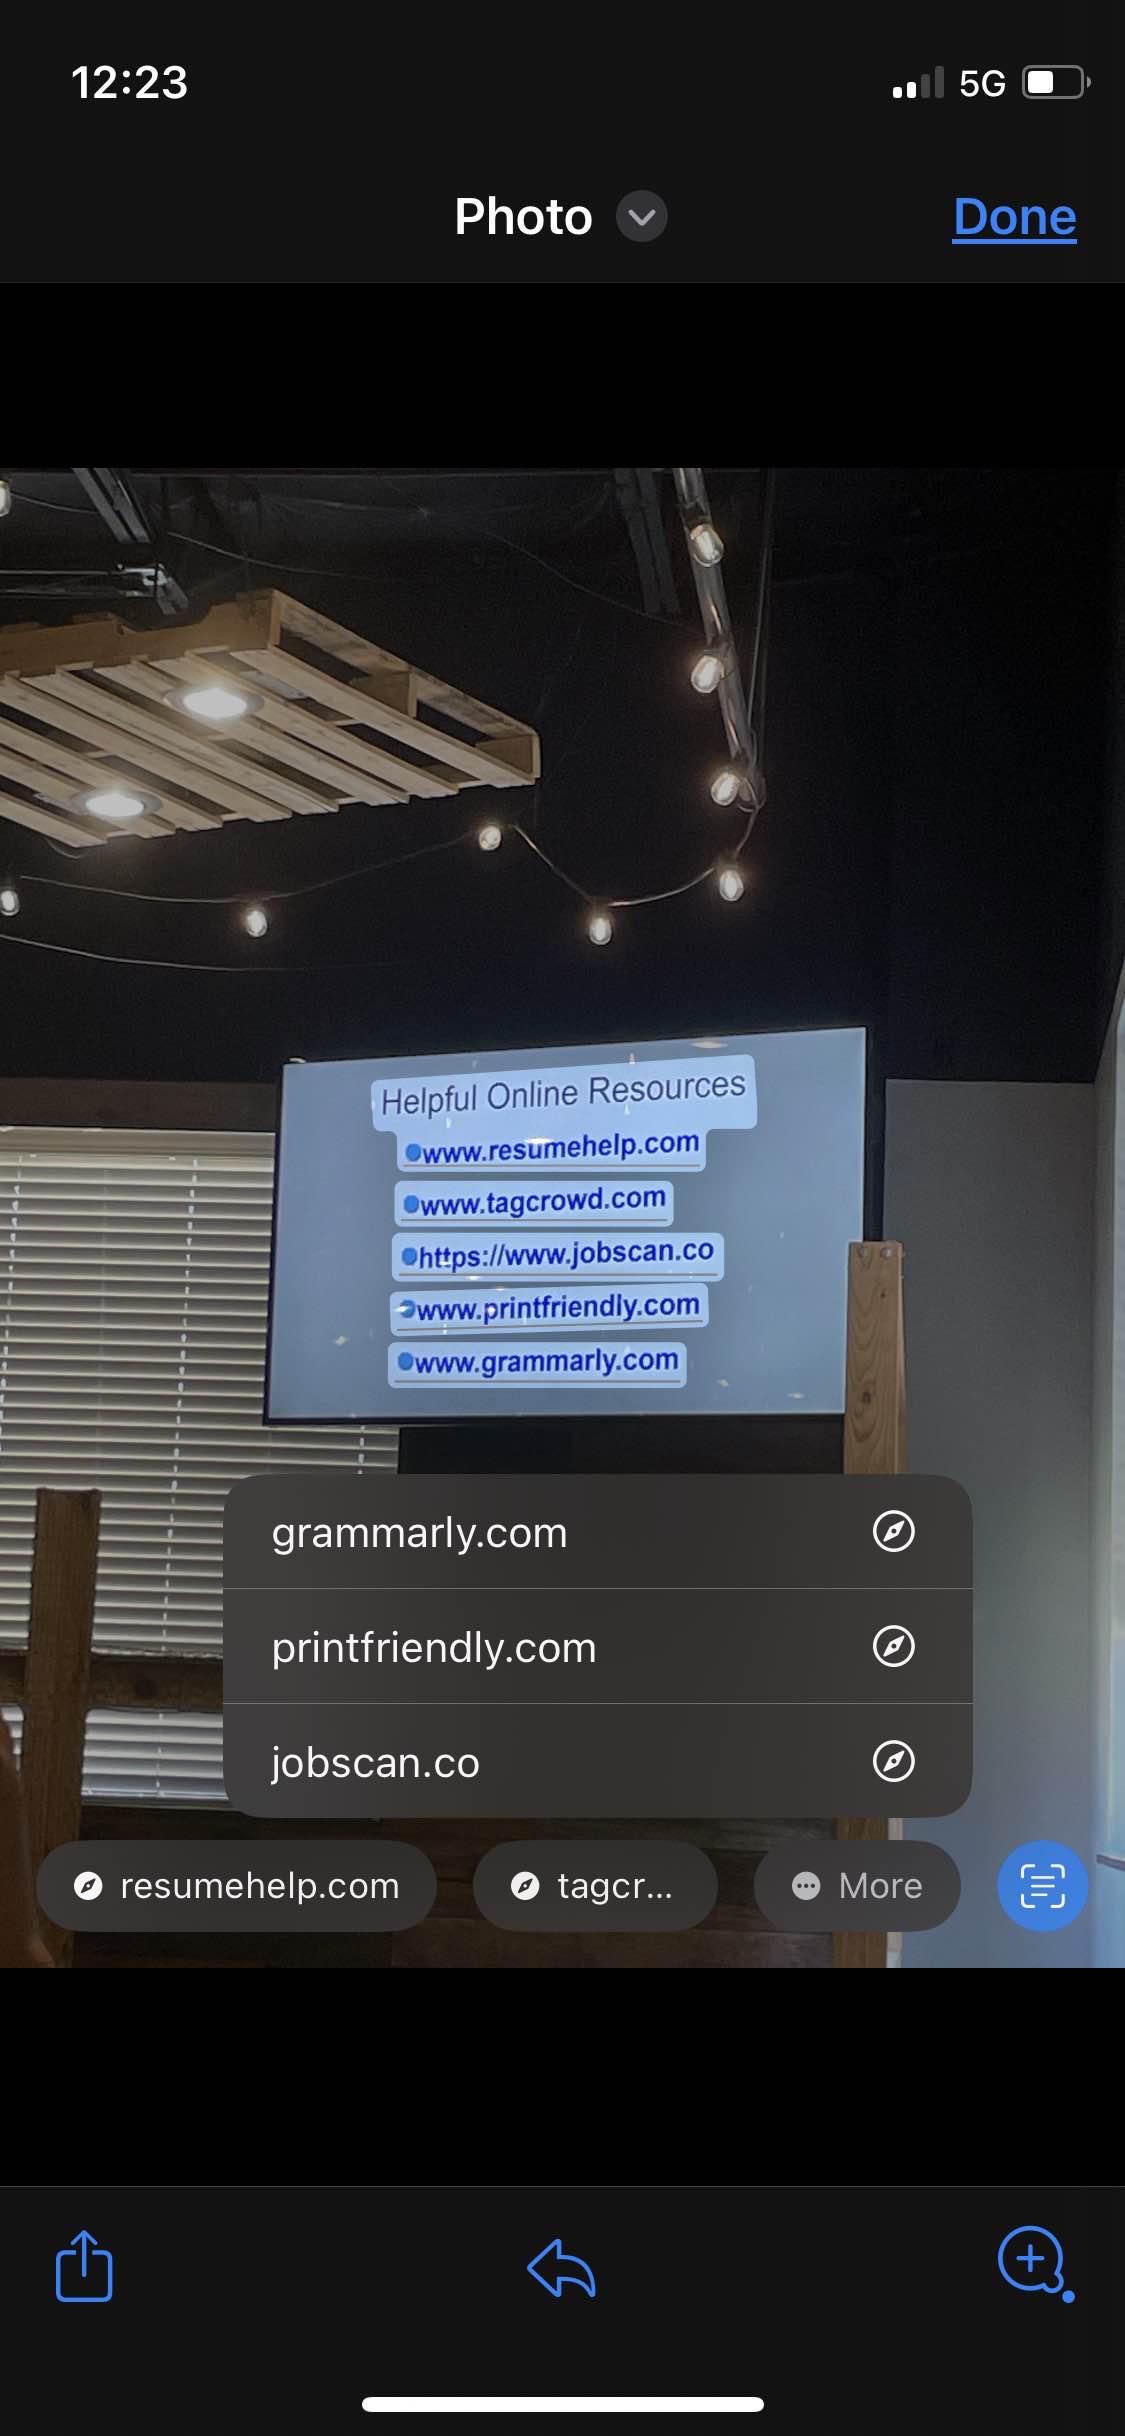 12:23
5G
Photo
Done
Helpful Online Resources
www.resumehelp.com
www.tagcrowd.com
https://www.jobscan.co
www.printfriendly.com
www.grammarly.com
grammarly.com
printfriendly.com
jobscan.co
resumehelp.com
tagcr...
More